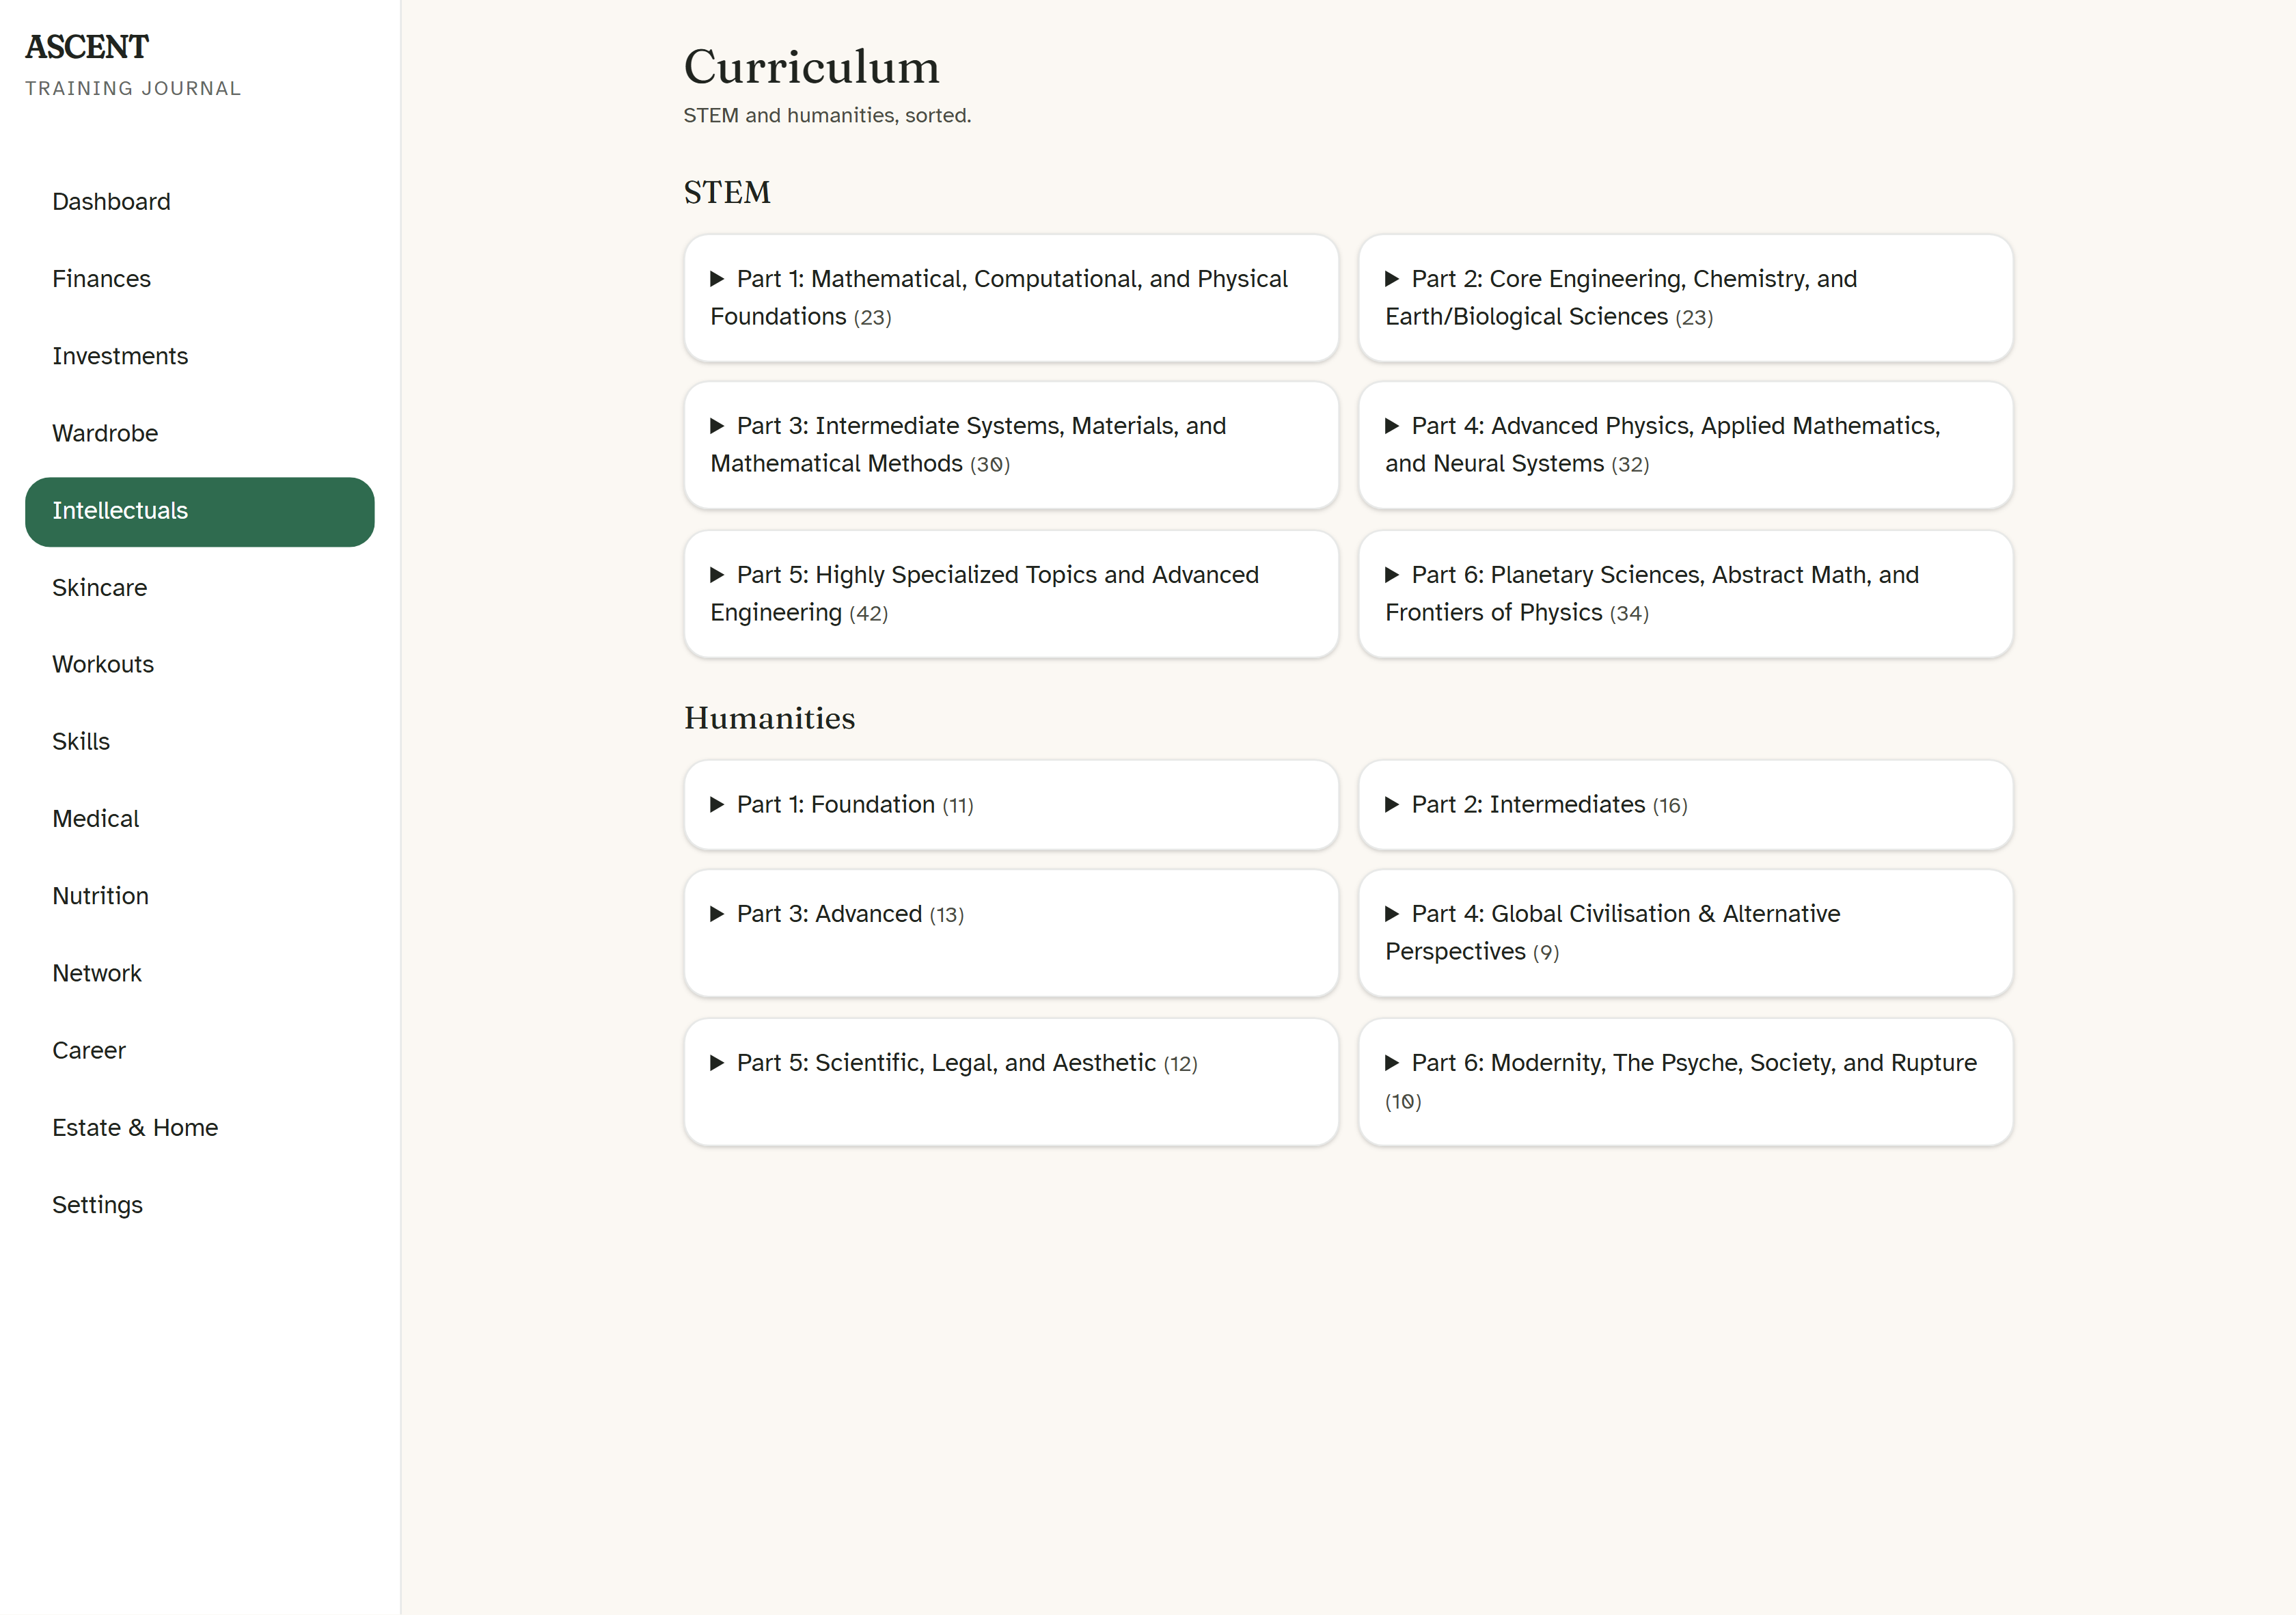 ASCENT
TRAINING JOURNAL
Dashboard
Finances
Investments
Wardrobe
Intellectuals
Skincare
Workouts
Skills
Medical
Nutrition
Network
Career
Estate & Home
Settings
Curriculum
STEM and humanities, sorted.
STEM
Part 1: Mathematical, Computational, and Physical
Foundations (23)
Part 2: Core Engineering, Chemistry, and
Earth/Biological Sciences (23)
Part 3: Intermediate Systems, Materials, and
Mathematical Methods (30)
Part 4: Advanced Physics, Applied Mathematics,
and Neural Systems (32)
Part 5: Highly Specialized Topics and Advanced
Engineering (42)
Part 6: Planetary Sciences, Abstract Math, and
Frontiers of Physics (34)
Humanities
Part 1: Foundation (11)
Part 2: Intermediates (16)
Part 3: Advanced (13)
Part 4: Global Civilisation & Alternative
Perspectives (9)
Part 5: Scientific, Legal, and Aesthetic (12)
Part 6: Modernity, The Psyche, Society, and Rupture
(10)